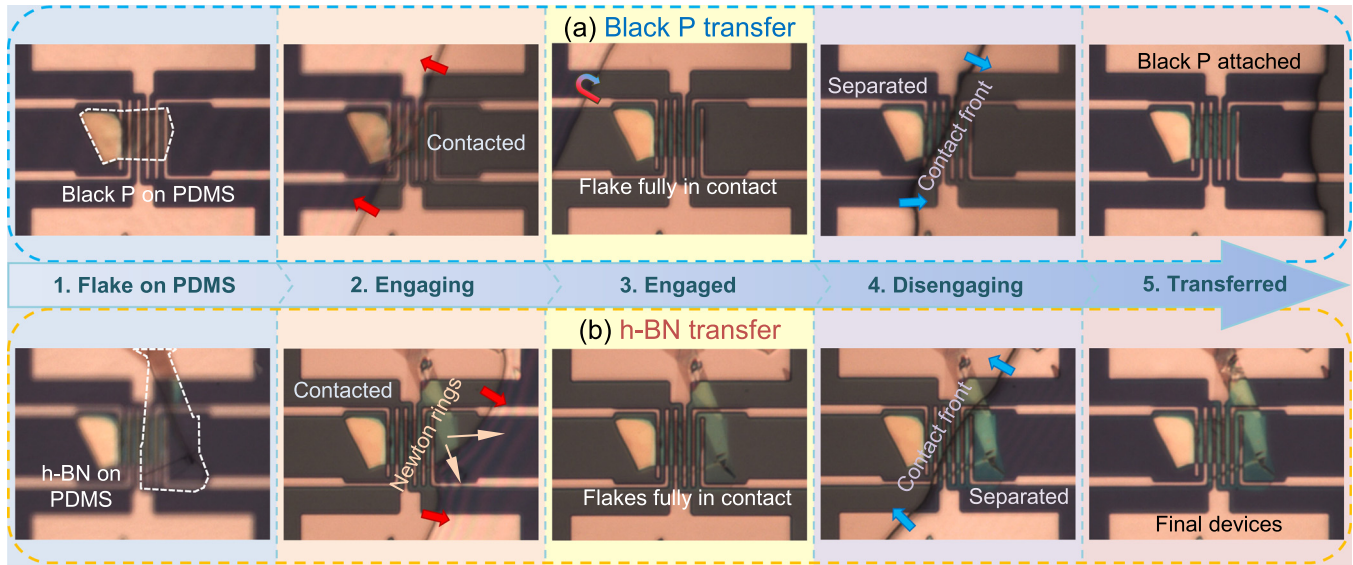 (a) Black P transfer
Black P on PDMS
Contacted
Flake fully in contact
Separated
Contact front
Black P attached
1. Flake on PDMS
2. Engaging
3. Engaged
4. Disengaging
5. Transferred
(b) h-BN transfer
h-BN on
PDMS
Contacted
Newton rings
Flakes fully in contact
Contact front
Separated
Final devices